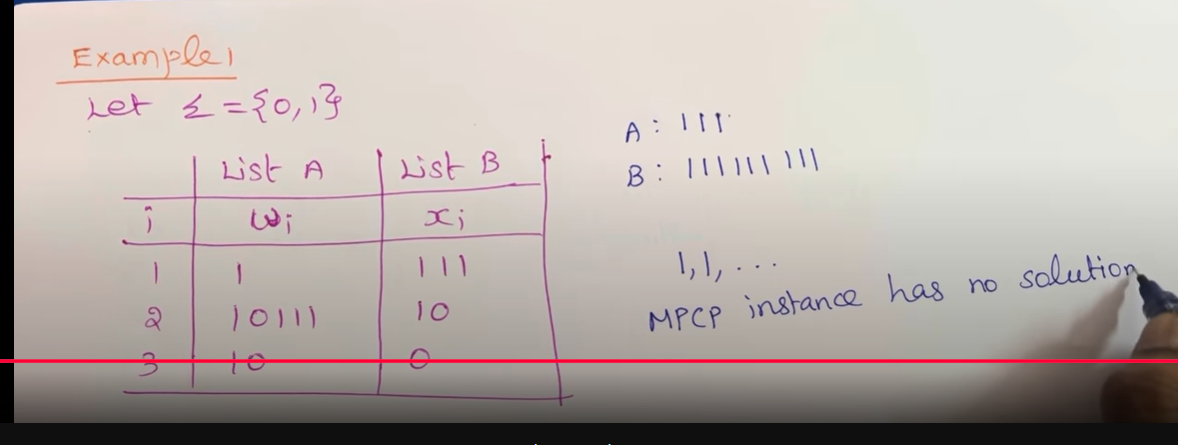 Example 1
Let Σ = {0, 1}
List A List B
i wi xi
1 1 111
2 10111 10
3 10 0
A : 111
B : 111111 111
1, 1, ...
MPCP instance has no solution